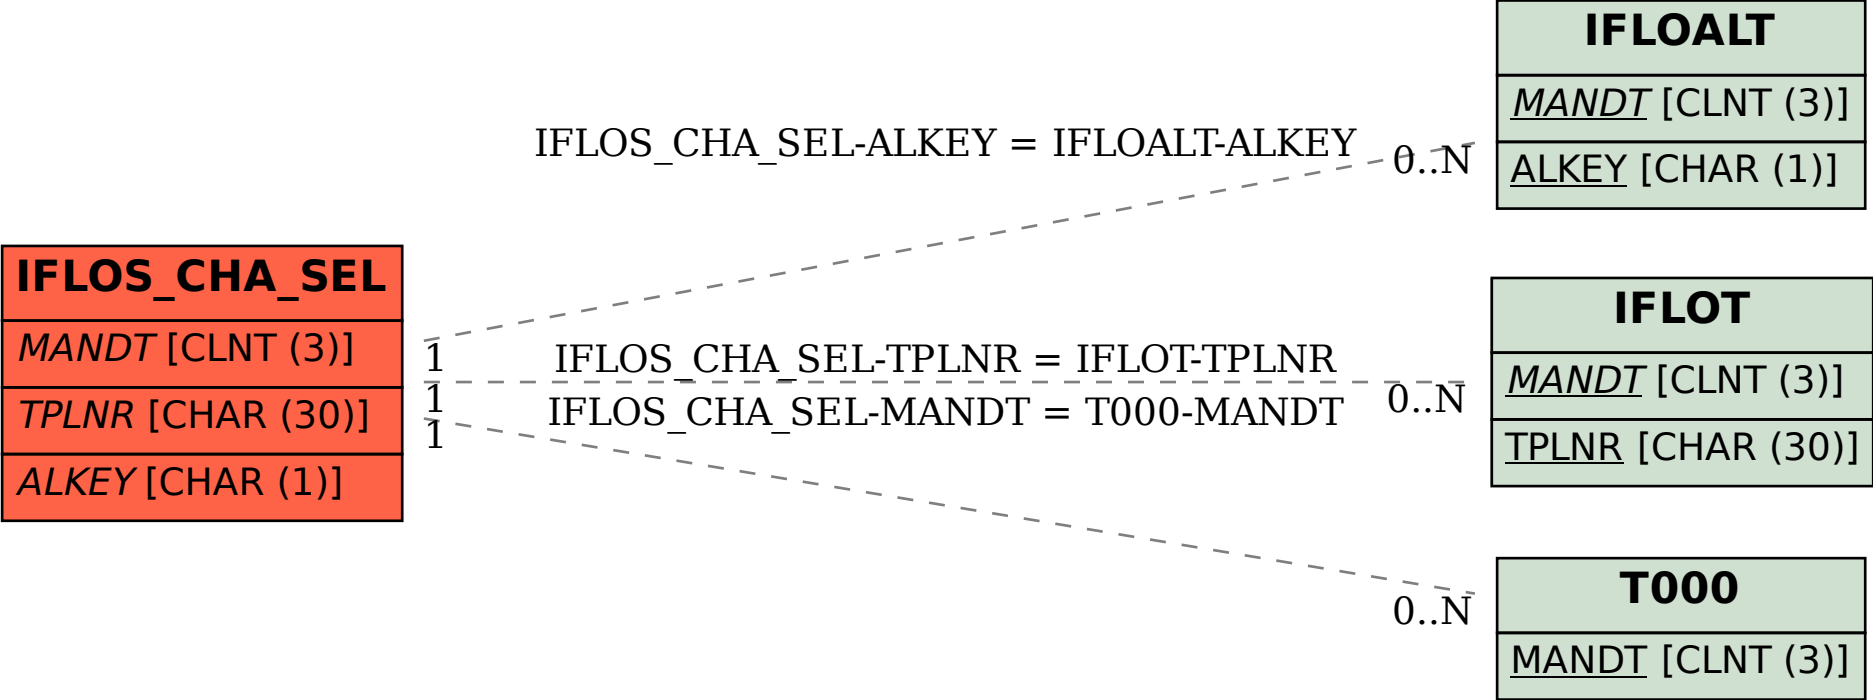 IFLOALT
MANDT [CLNT (3)]
ALKEY [CHAR (1)]
IFLOS_CHA_SEL-ALKEY = IFLOALT-ALKEY
0..N
IFLOS_CHA_SEL
MANDT [CLNT (3)]
TPLNR [CHAR (30)]
ALKEY [CHAR (1)]
1
1
1
IFLOS_CHA_SEL-TPLNR = IFLOT-TPLNR
IFLOS_CHA_SEL-MANDT = T000-MANDT
0..N
IFLOT
MANDT [CLNT (3)]
TPLNR [CHAR (30)]
0..N
T000
MANDT [CLNT (3)]